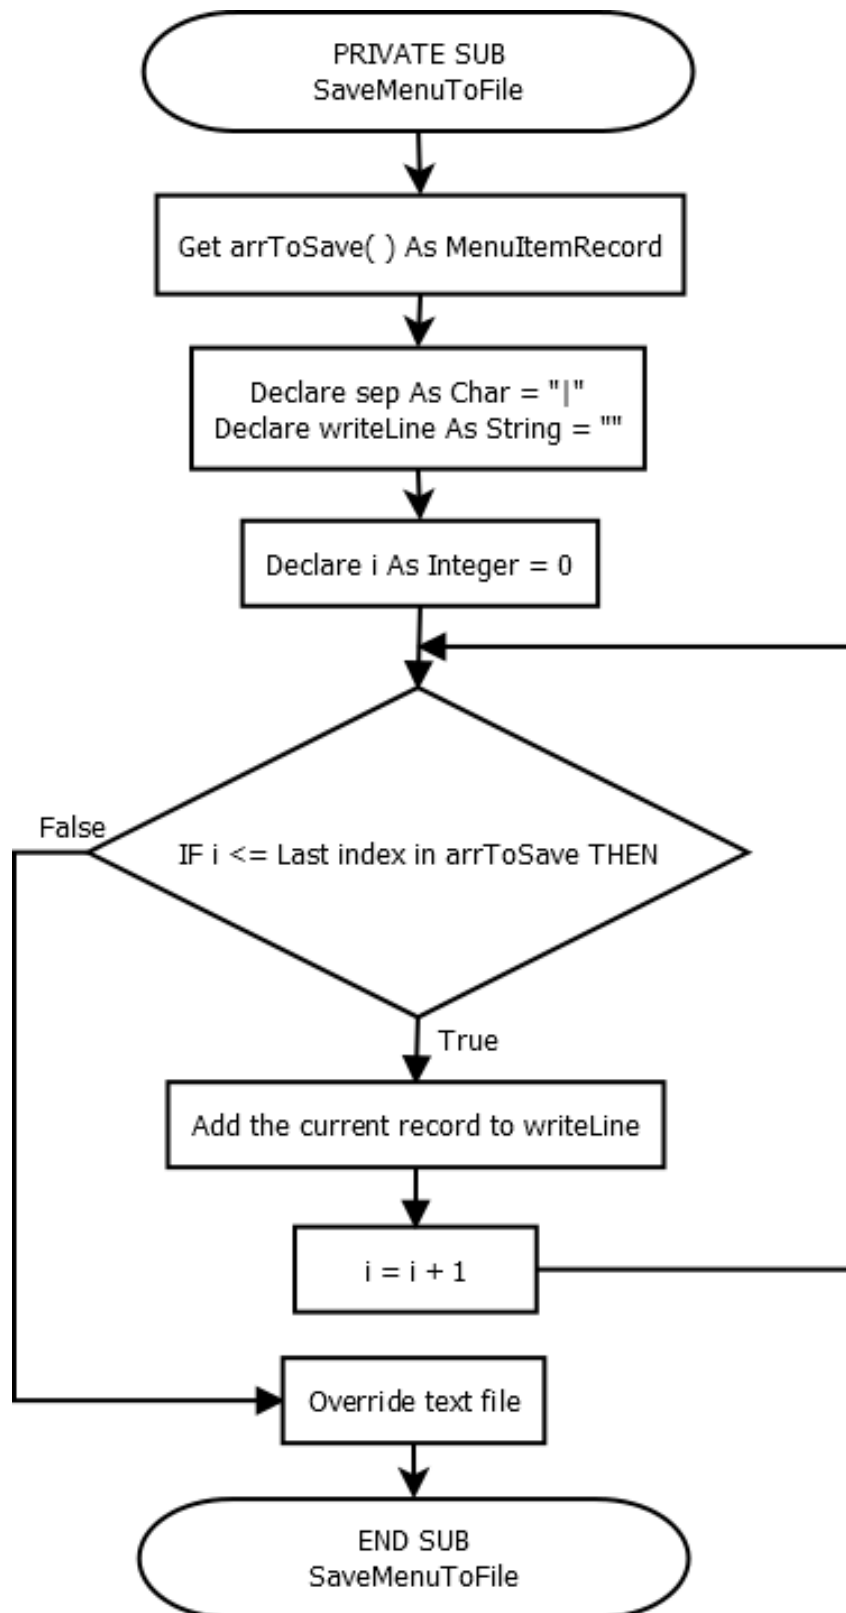 PRIVATE SUB
SaveMenuToFile
Get arrToSave( ) As MenuItemRecord
Declare sep As Char = "|"
Declare writeLine As String = ""
Declare i As Integer = 0
False
IF i <= Last index in arrToSave THEN
True
Add the current record to writeLine
i = i + 1
Override text file
END SUB
SaveMenuToFile